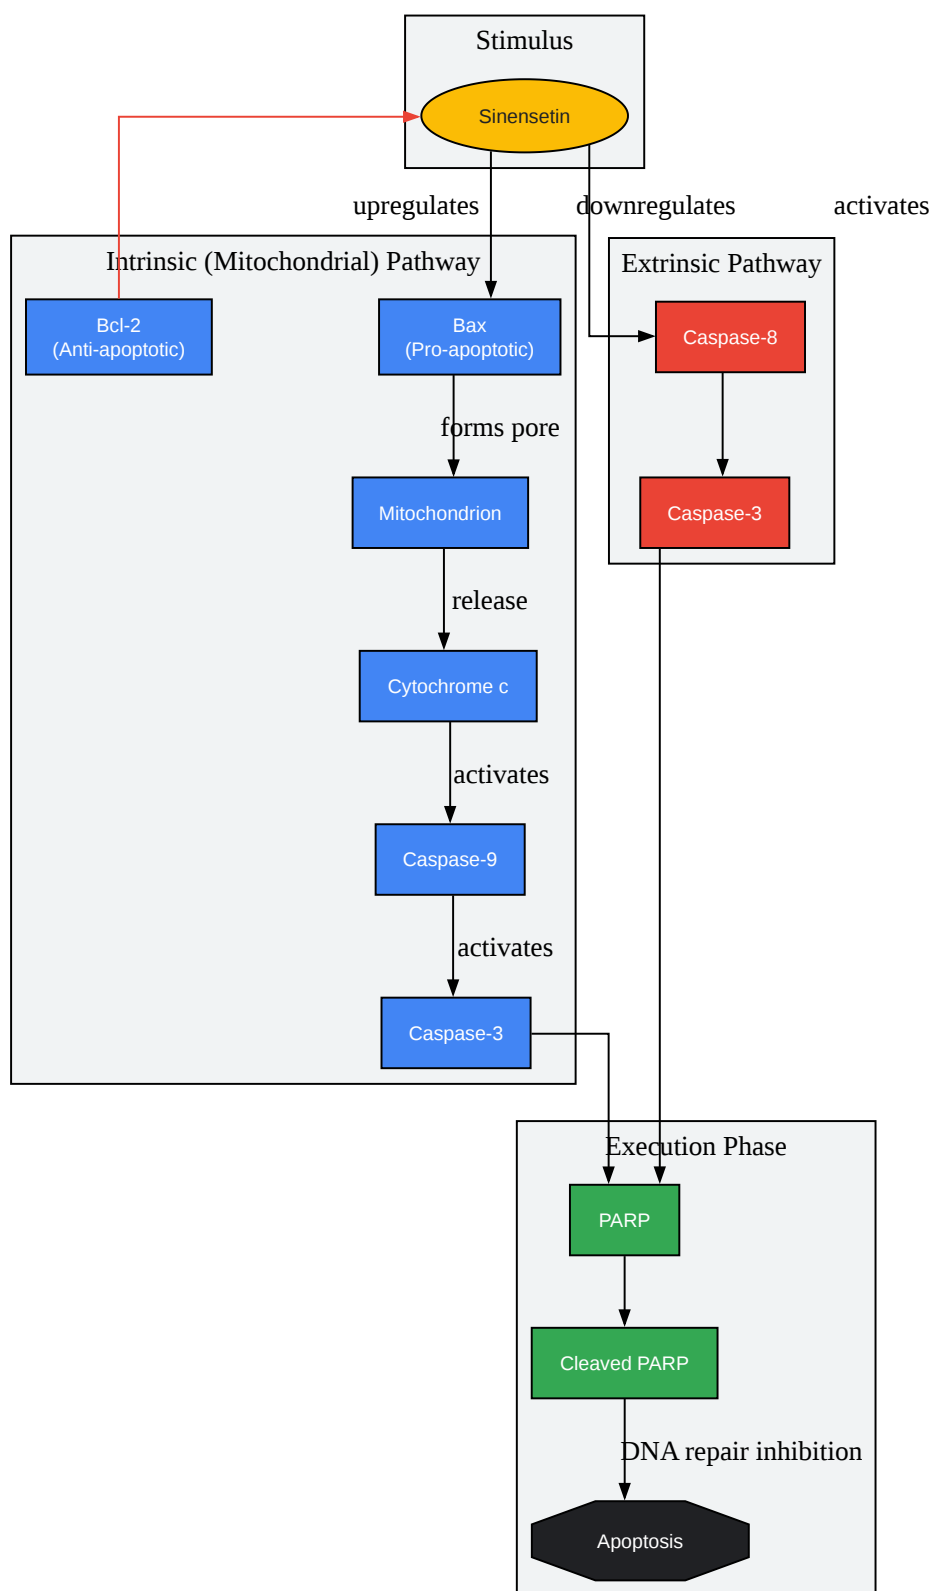 Stimulus
Sinensetin
upregulates
downregulates
activates
Intrinsic (Mitochondrial) Pathway
Extrinsic Pathway
Bcl-2
(Anti-apoptotic)
Bax
(Pro-apoptotic)
Caspase-8
forms pore
Mitochondrion
Caspase-3
release
Cytochrome c
activates
Caspase-9
activates
Caspase-3
Execution Phase
PARP
Cleaved PARP
DNA repair inhibition
Apoptosis